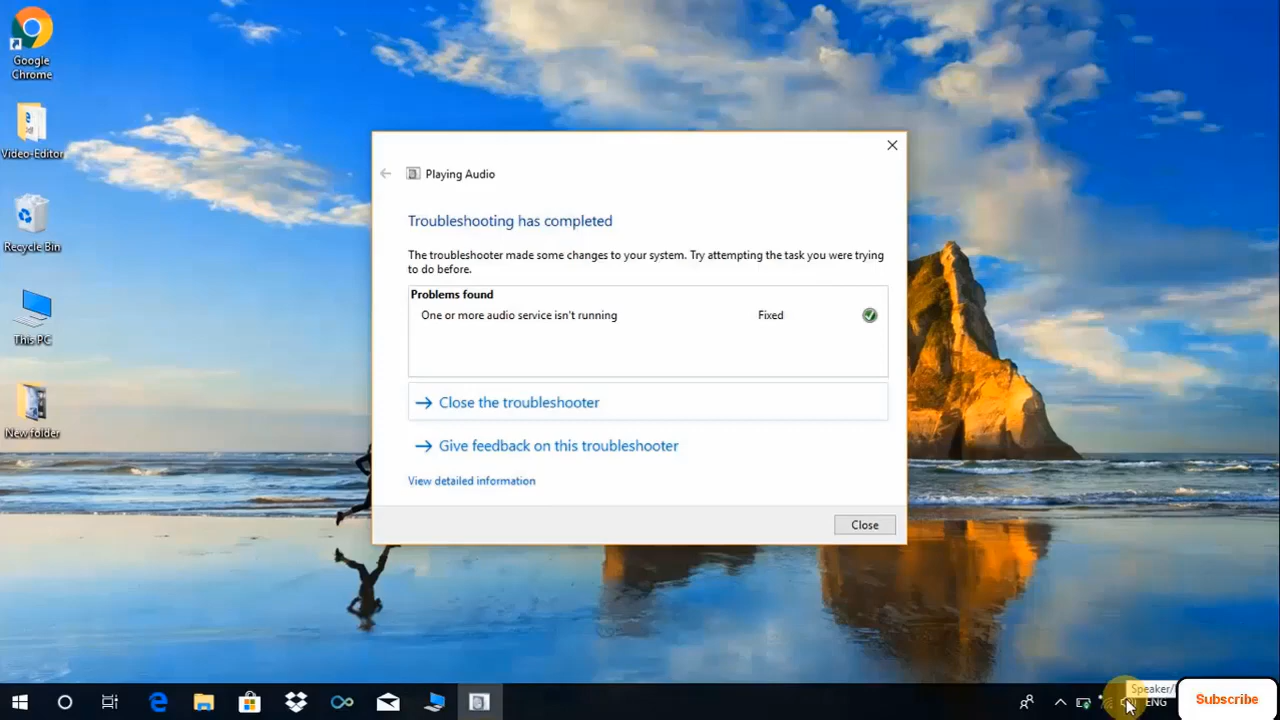 Google
Chrome
Video-Editor
Recycle Bin
This PC
New folder
Playing Audio
Troubleshooting has completed
The troubleshooter made some changes to your system. Try attempting the task you were trying
to do before.
Problems found
One or more audio service isn't running Fixed
Close the troubleshooter
Give feedback on this troubleshooter
View detailed information
Close
Speaker/
ENG
Subscribe